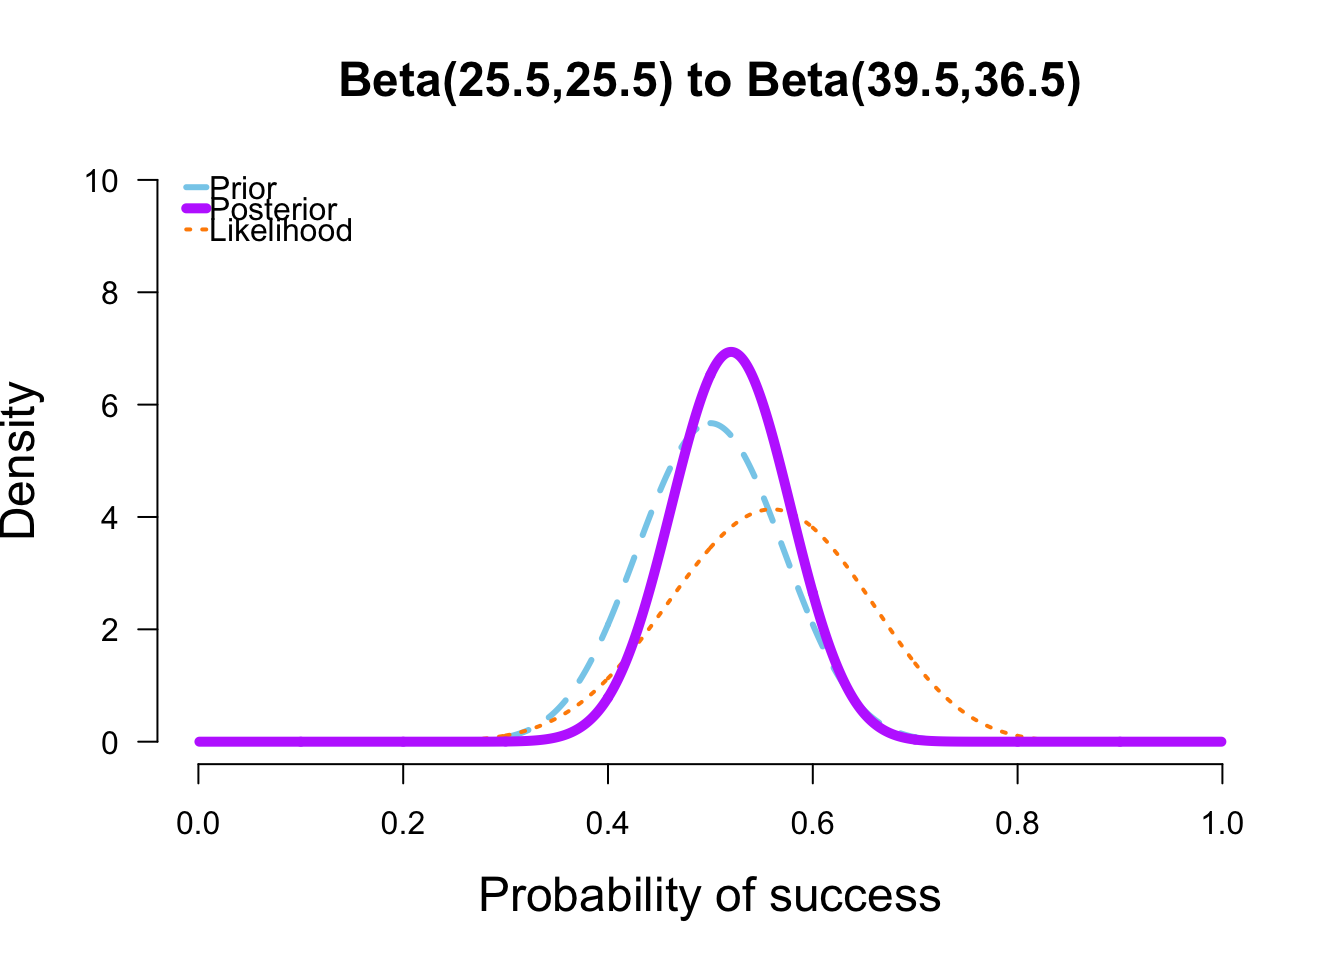 Beta(25.5,25.5) to Beta(39.5,36.5)
Prior
Posterior
Likelihood
10
8
6
4
2
0
Density
0.0 0.2 0.4 0.6 0.8 1.0
Probability of success